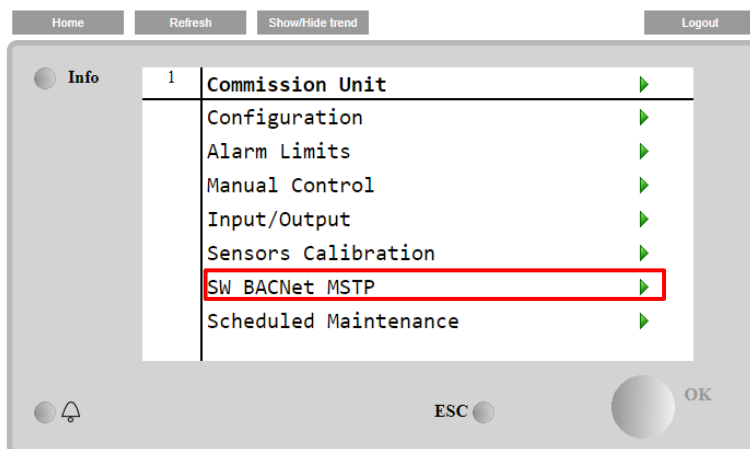 Home Refresh Show/Hide trend Logout
Info 1 Commission Unit
Configuration
Alarm Limits
Manual Control
Input/Output
Sensors Calibration
SW BACNet MSTP
Scheduled Maintenance
ESC OK